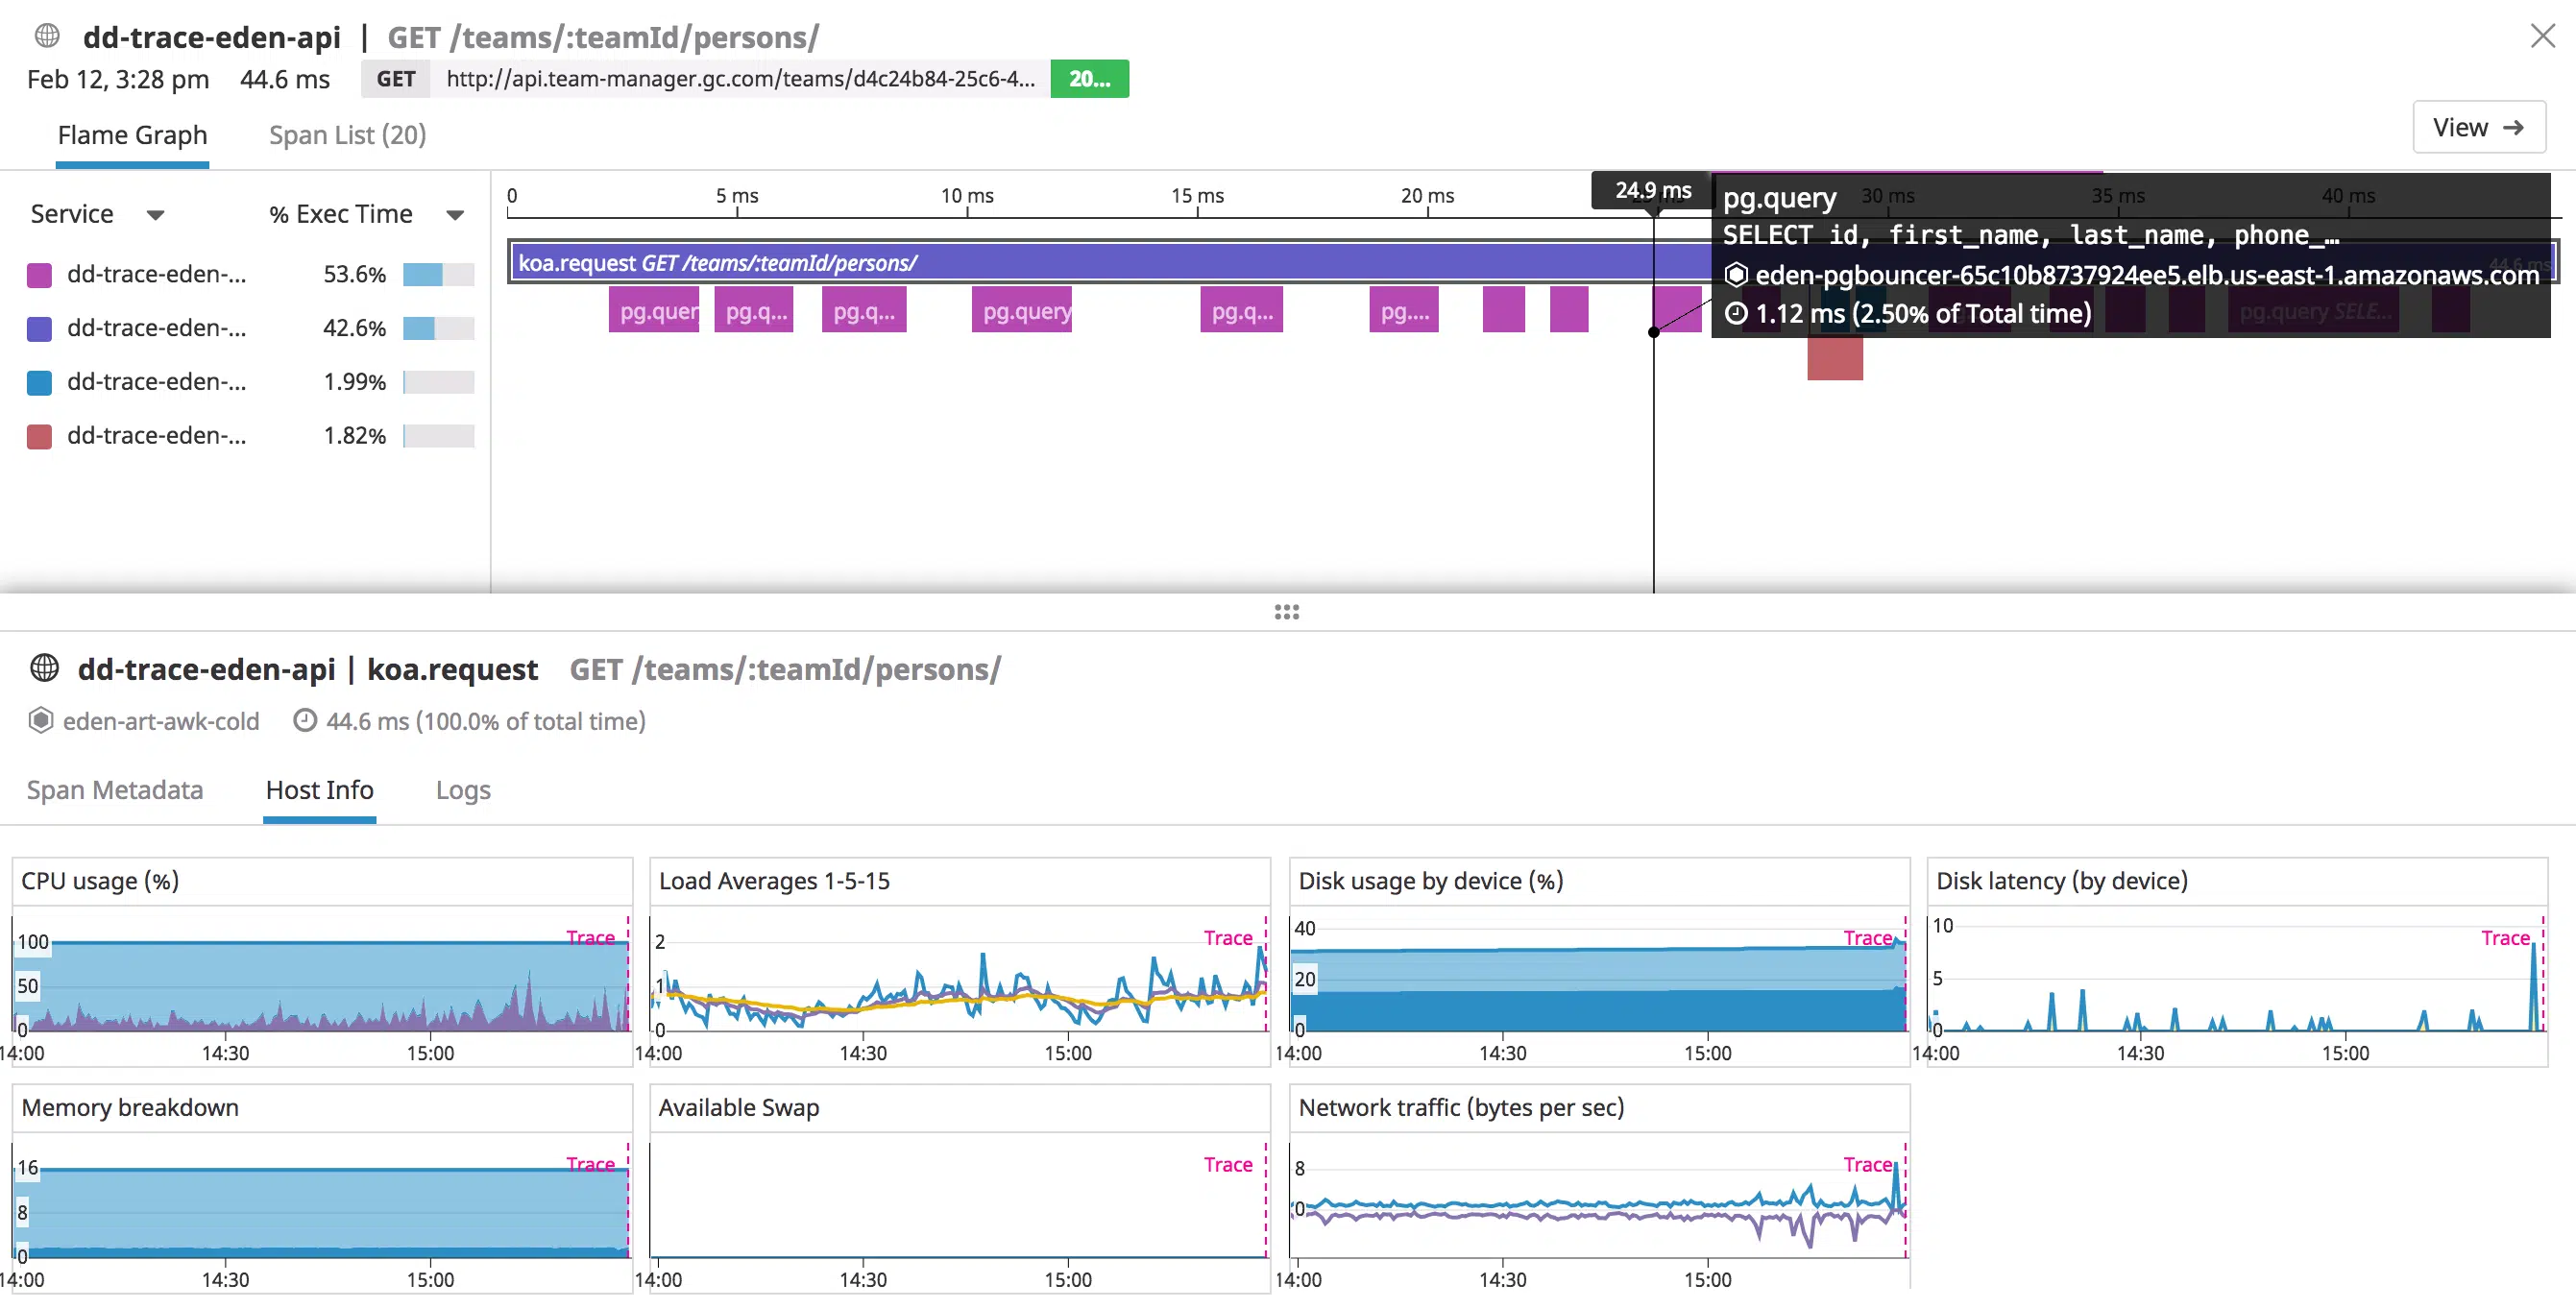 dd-trace-eden-api | GET /teams/:teamId/persons/
Feb 12, 3:28 pm 44.6 ms GET http://api.team-manager.gc.com/teams/d4c24b84-25c6-4... 20...
Flame Graph Span List (20)
View →
Service % Exec Time
dd-trace-eden-... 53.6%
dd-trace-eden-... 42.6%
dd-trace-eden-... 1.99%
dd-trace-eden-... 1.82%
0 5 ms 10 ms 15 ms 20 ms 24.9 ms 30 ms 35 ms 40 ms
koa.request GET /teams/:teamId/persons/ 44.6 ms
pg.quer pg.q... pg.q... pg.query pg.q... pg.... pg.query SELE...
pg.query
SELECT id, first_name, last_name, phone_…
eden-pgbouncer-65c10b8737924ee5.elb.us-east-1.amazonaws.com
1.12 ms (2.50% of Total time)
dd-trace-eden-api | koa.request GET /teams/:teamId/persons/
eden-art-awk-cold 44.6 ms (100.0% of total time)
Span Metadata Host Info Logs
CPU usage (%)
Trace
100
50
0
14:00 14:30 15:00
Load Averages 1-5-15
Trace
2
1
0
14:00 14:30 15:00
Disk usage by device (%)
40
Trace
20
0
14:00 14:30 15:00
Disk latency (by device)
10
Trace
5
0
14:00 14:30 15:00
Memory breakdown
Trace
16
8
0
14:00 14:30 15:00
Available Swap
Trace
14:00 14:30 15:00
Network traffic (bytes per sec)
Trace
8
0
14:00 14:30 15:00